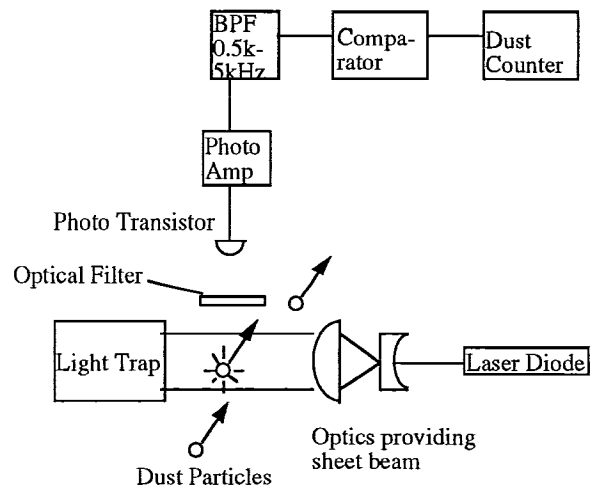 BPF
0.5k-
5kHz
Compa-
rator
Dust
Counter
Photo
Amp
Photo Transistor
Optical Filter
Light Trap
Laser Diode
Optics providing
sheet beam
Dust Particles